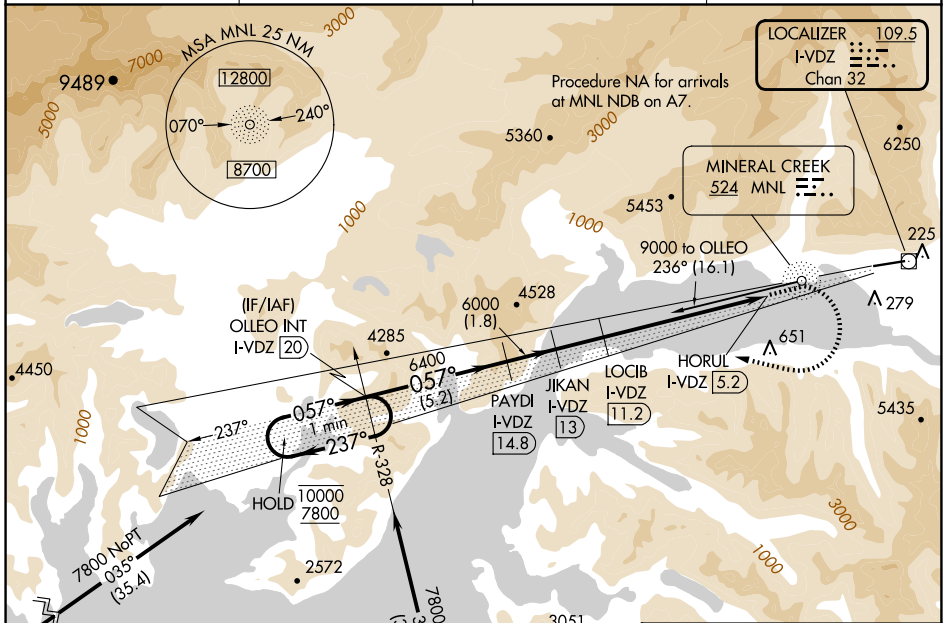 MSA MNL 25 NM
12800
070°
240°
8700
9489
7000
5000
3000
Procedure NA for arrivals
at MNL NDB on A7.
LOCALIZER 109.5
I-VDZ
Chan 32
5360
3000
6250
MINERAL CREEK
524 MNL
5453
1000
1000
225
9000 to OLLEO
236° (16.1)
279
(IF/IAF)
OLLEO INT
I-VDZ 20
6000
(1.8)
4528
4285
6400
057°
(5.2)
651
4450
PAYDI
I-VDZ
14.8
JIKAN
I-VDZ
13
LOCIB
I-VDZ
11.2
HORUL
I-VDZ 5.2
5435
1000
237°
057°
1 min
237°
R-328
HOLD
10000
7800
7800 NoPT
035°
(35.4)
2572
7800
3000
1000
3051